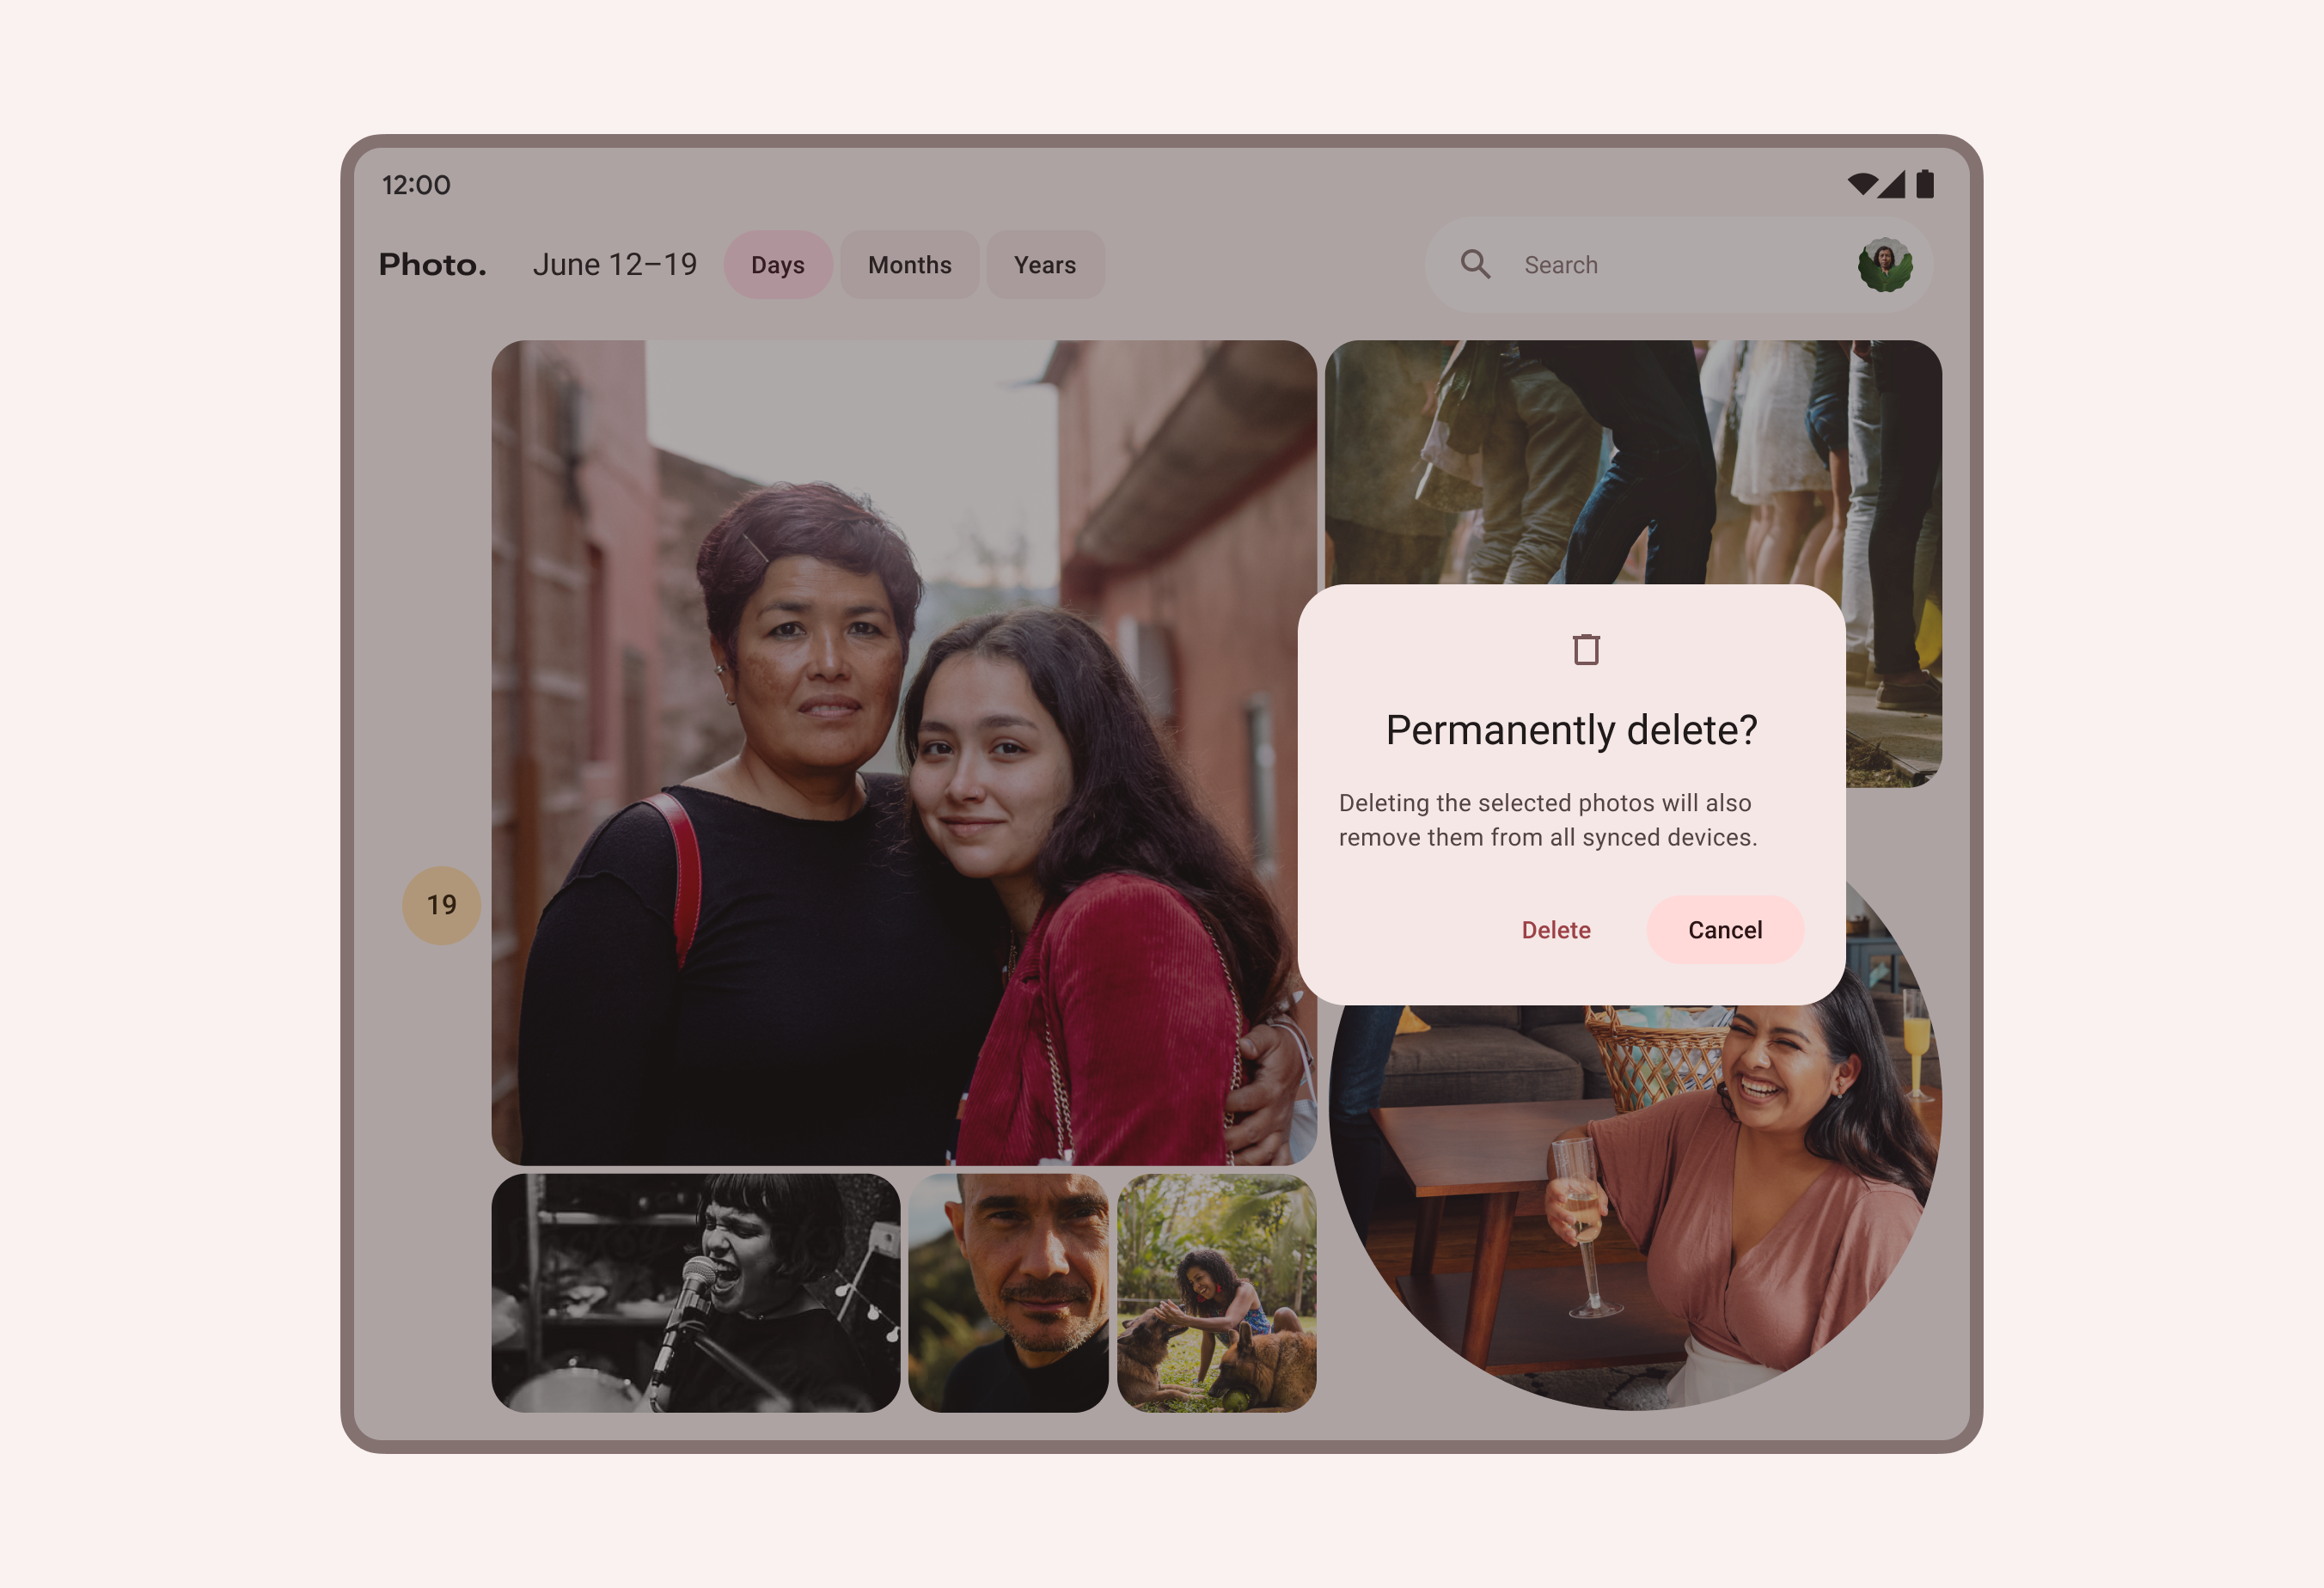 12:00
Photo.
June 12–19
Days
Months
Years
Search
19
Permanently delete?
Deleting the selected photos will also
remove them from all synced devices.
Delete
Cancel